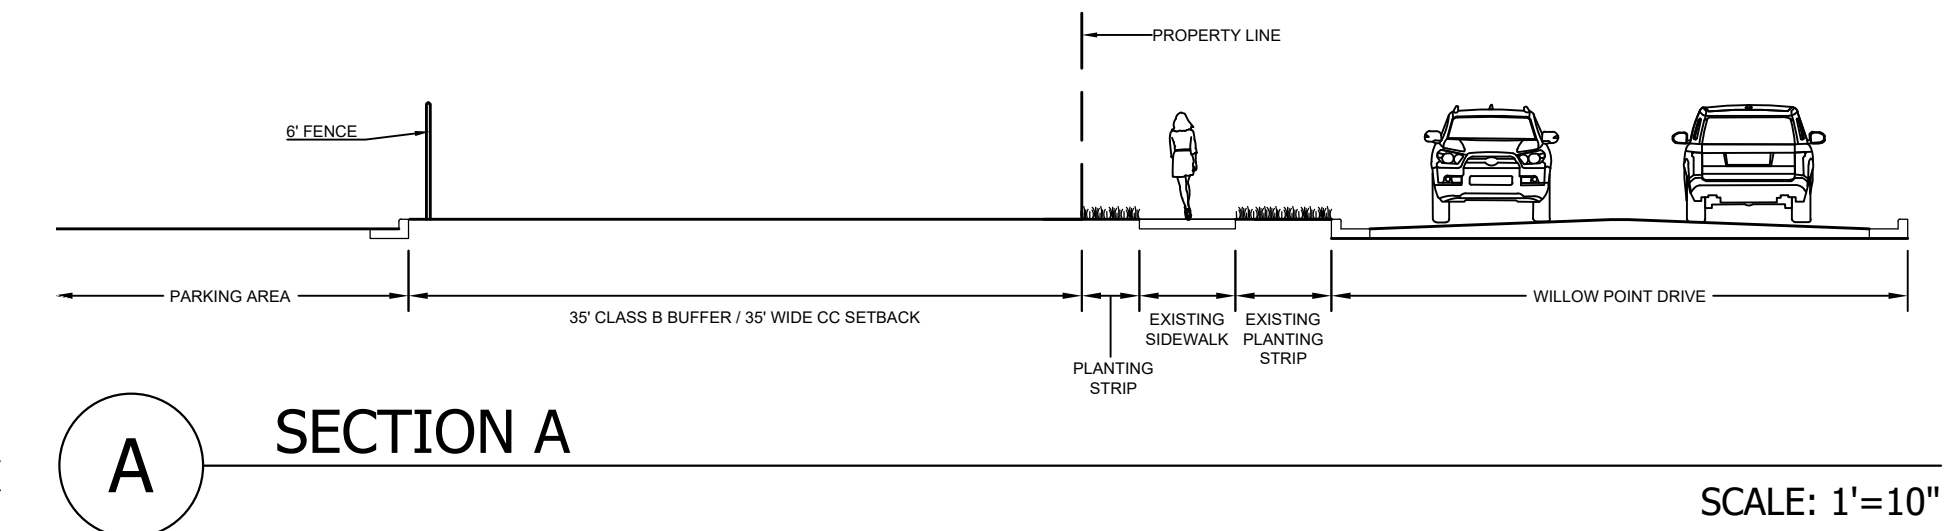 PROPERTY LINE
6' FENCE
PARKING AREA
35' CLASS B BUFFER / 35' WIDE CC SETBACK
PLANTING
STRIP
EXISTING
SIDEWALK
EXISTING
PLANTING
STRIP
WILLOW POINT DRIVE
A
SECTION A
SCALE: 1'=10"